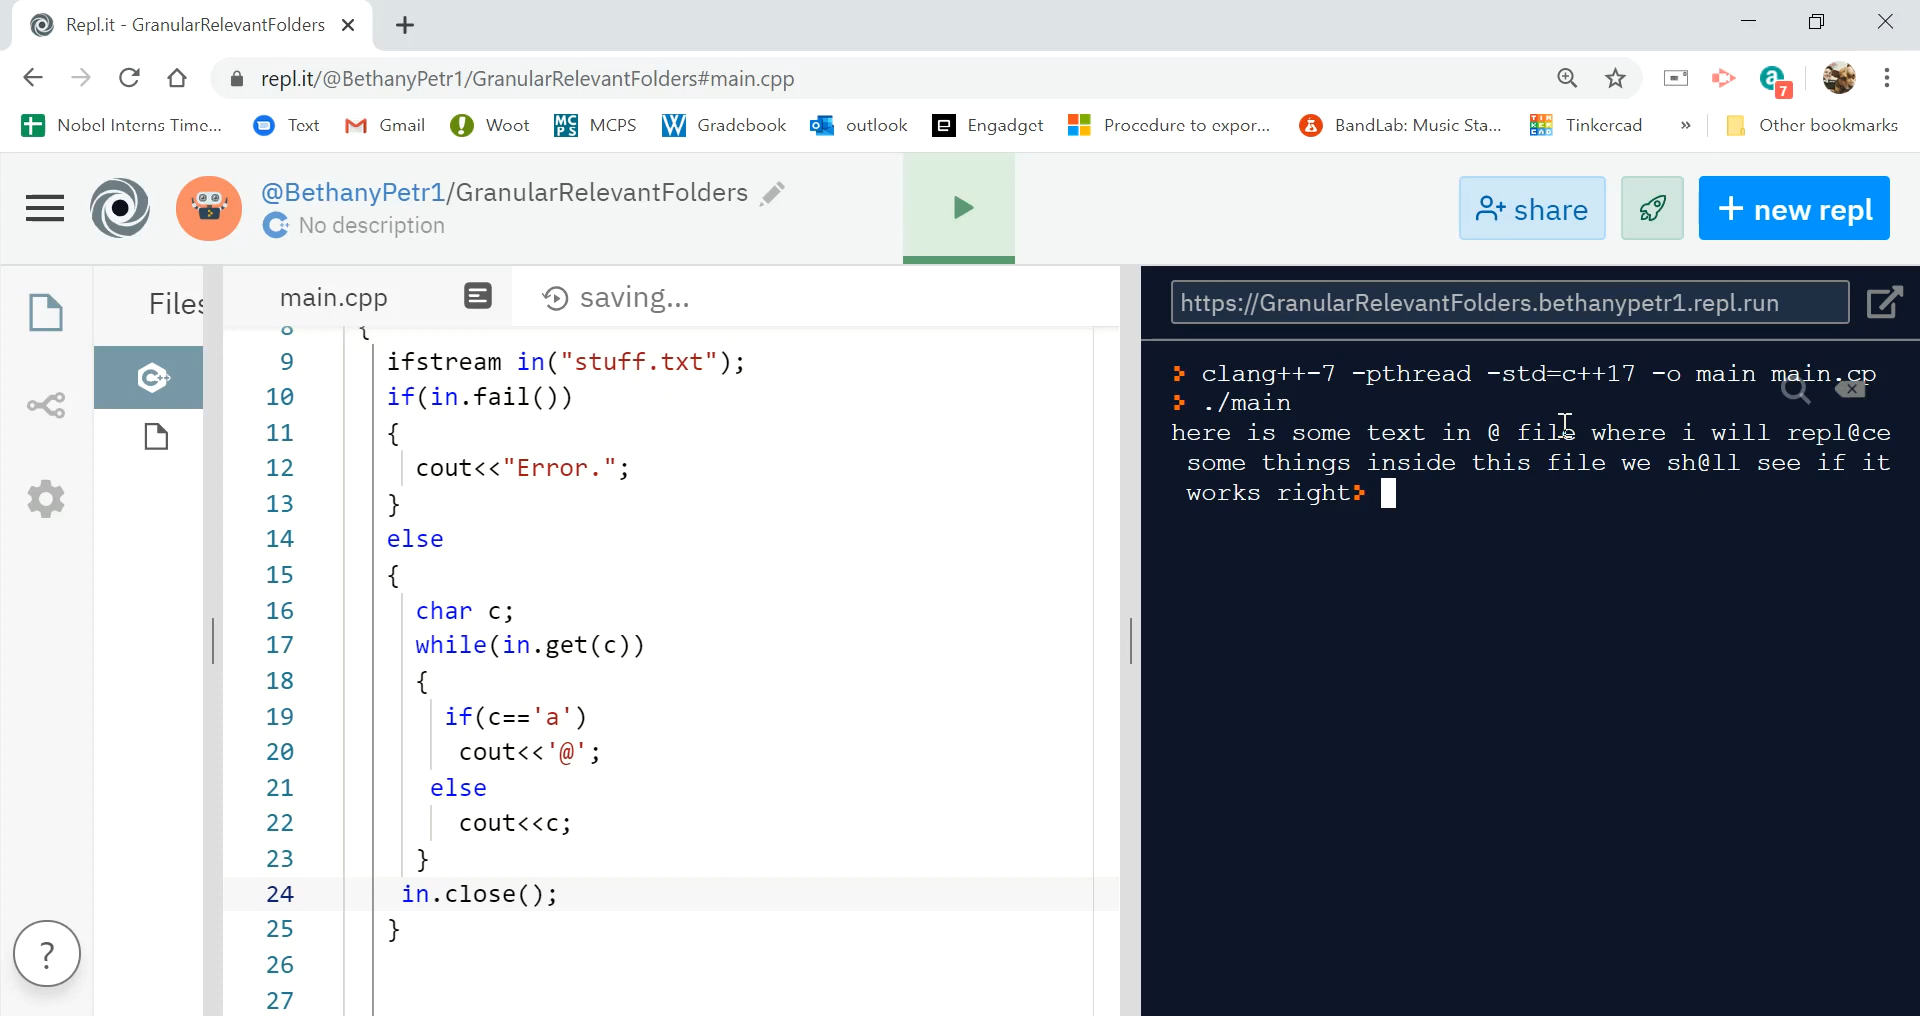 Repl.it - GranularRelevantFolders
repl.it/@BethanyPetr1/GranularRelevantFolders#main.cpp
a 7
Nobel Interns Time... Text Gmail Woot MCPS Gradebook outlook Engadget Procedure to expor... BandLab: Music Sta... Tinkercad » Other bookmarks
@BethanyPetr1/GranularRelevantFolders
No description
share
+ new repl
Files
main.cpp
saving...
8 {
9 ifstream in("stuff.txt");
10 if(in.fail())
11 {
12 cout<<"Error.";
13 }
14 else
15 {
16 char c;
17 while(in.get(c))
18 {
19 if(c=='a')
20 cout<<'@';
21 else
22 cout<<c;
23 }
24 in.close();
25 }
26
27
?
https://GranularRelevantFolders.bethanypetr1.repl.run
clang++-7 -pthread -std=c++17 -o main main.cp
./main
here is some text in @ file where i will repl@ce
some things inside this file we sh@ll see if it
works right